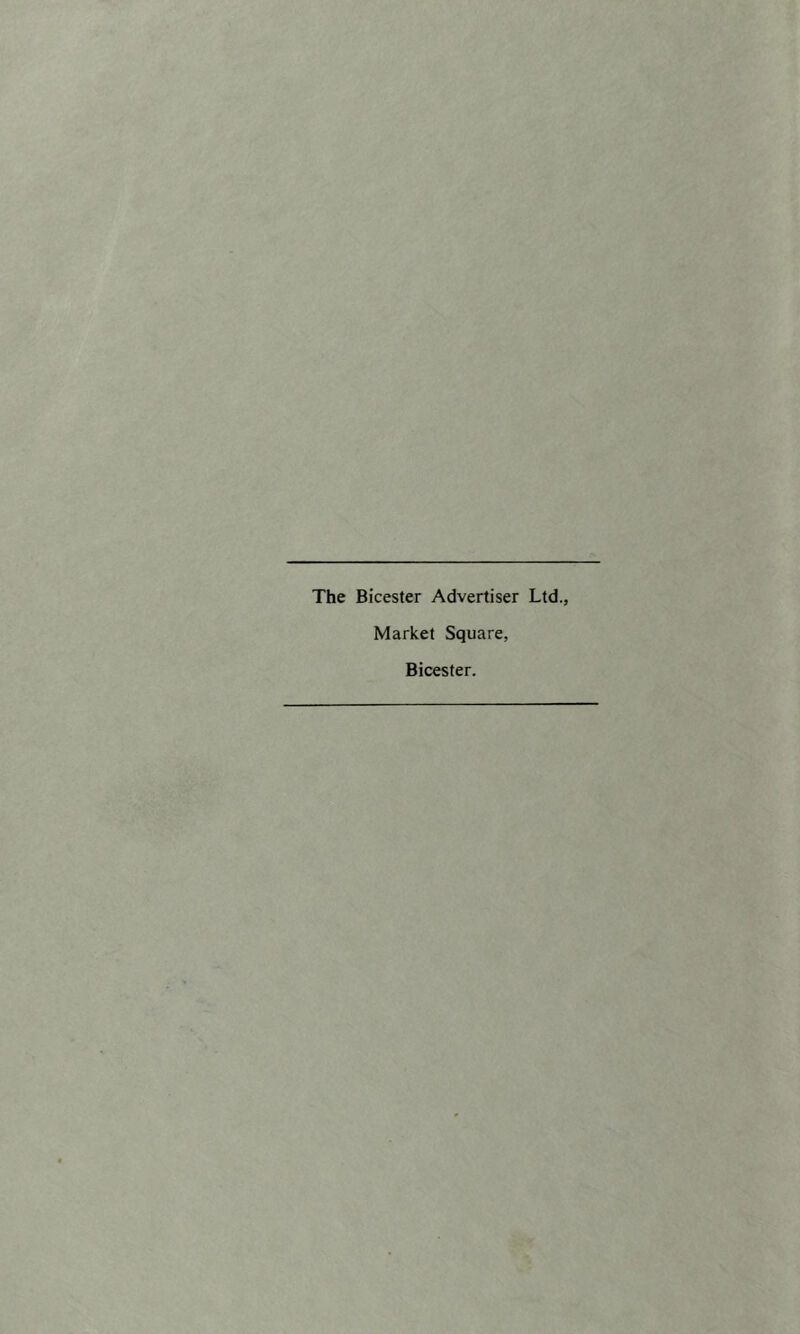 The Bicester Advertiser Ltd.,
Market Square,
Bicester.